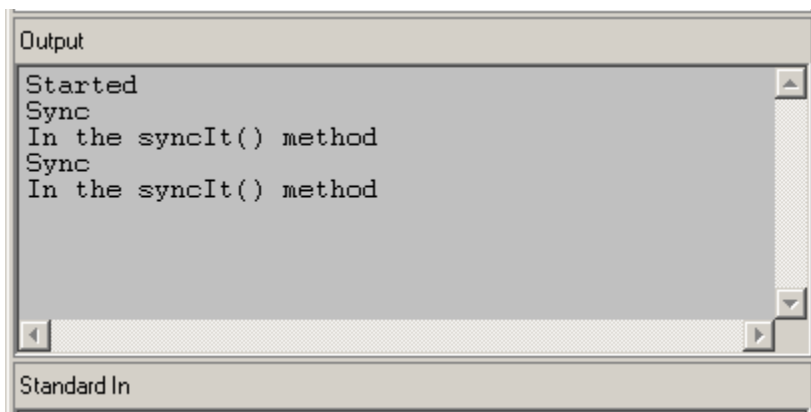 Output
Started
Sync
In the syncIt() method
Sync
In the syncIt() method
Standard In